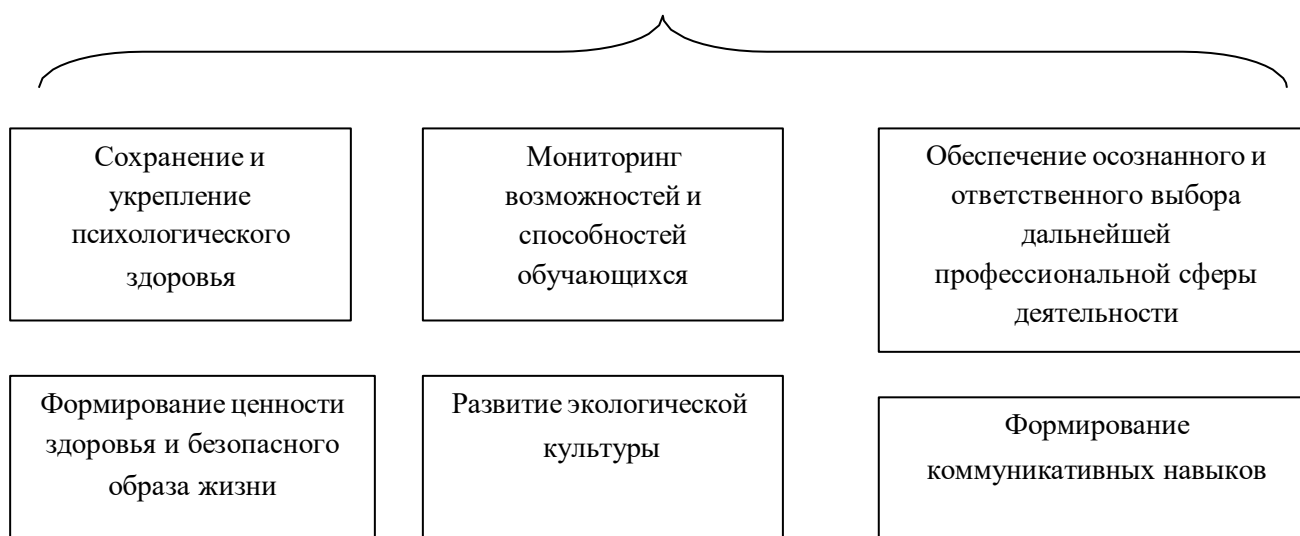 Сохранение и
укрепление
психологического
здоровья
Мониторинг
возможностей и
способностей
обучающихся
Обеспечение осознанного и
ответственного выбора
дальнейшей
профессиональной сферы
деятельности
Формирование ценности
здоровья и безопасного
образа жизни
Развитие экологической
культуры
Формирование
коммуникативных навыков